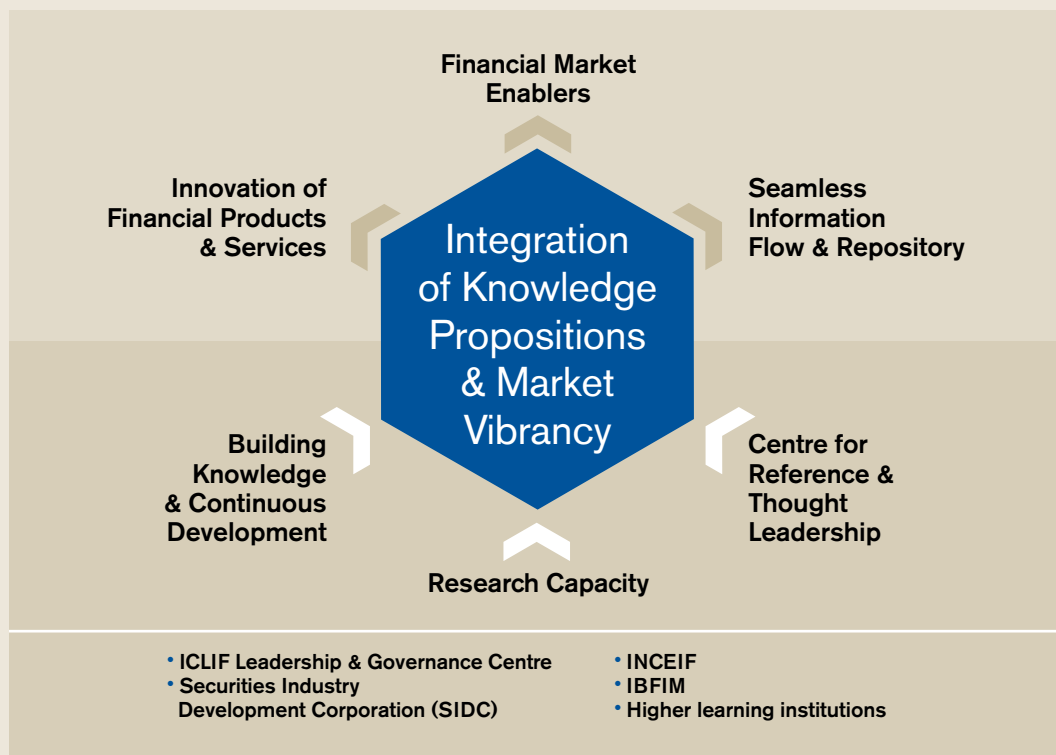 Financial Market
Enablers
Innovation of
Financial Products
& Services
Seamless
Information
Flow & Repository
Integration
of Knowledge
Propositions
& Market
Vibrancy
Building
Knowledge
& Continuous
Development
Centre for
Reference &
Thought
Leadership
Research Capacity
• ICLIF Leadership & Governance Centre
• Securities Industry
Development Corporation (SIDC)
• INCEIF
• IBFIM
• Higher learning institutions